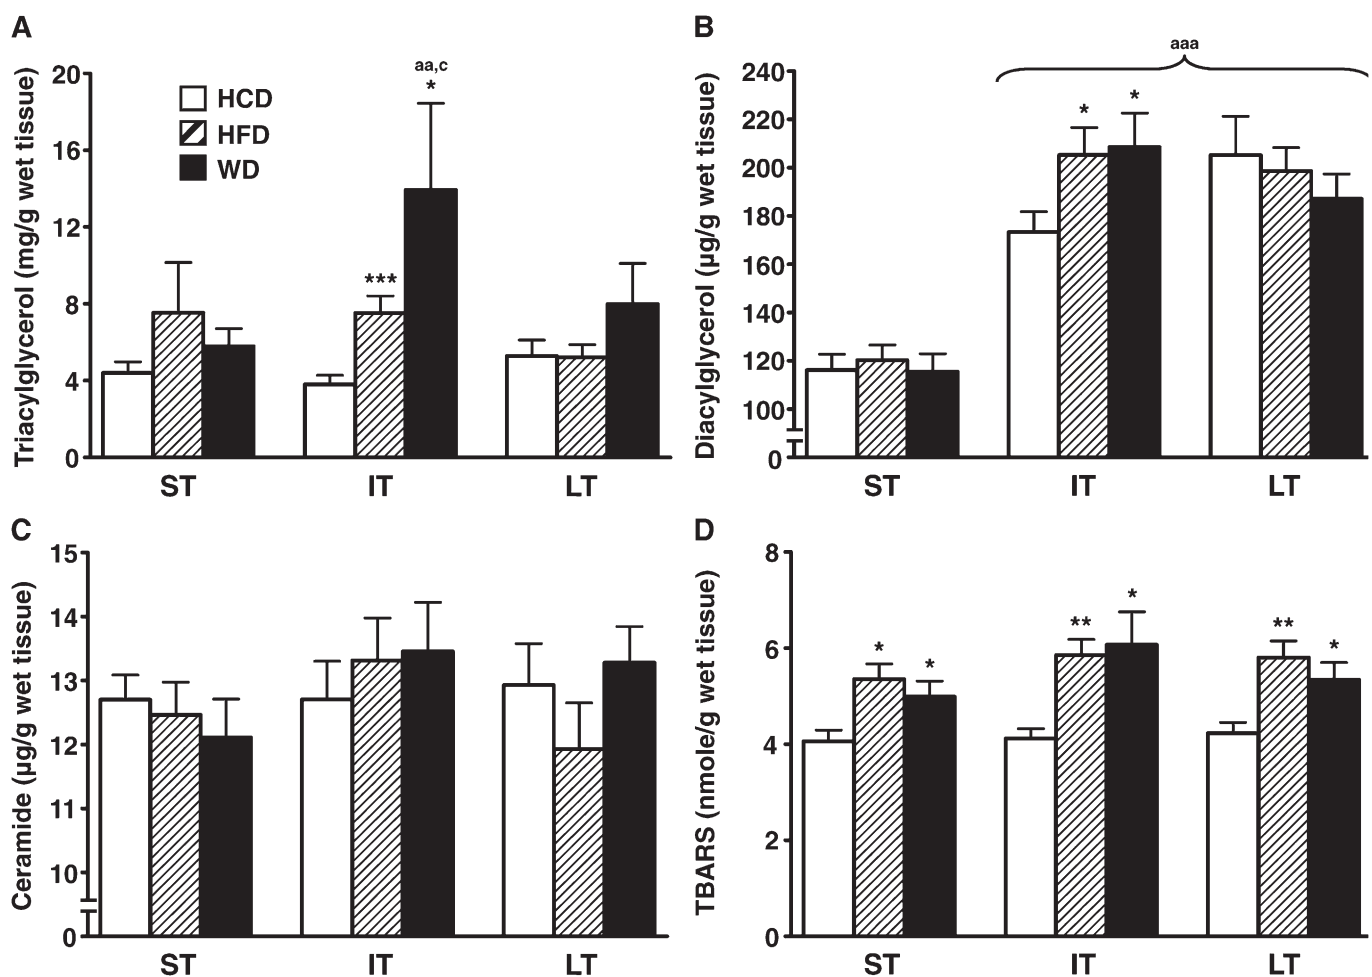 A
Triacylglycerol (mg/g wet tissue)
20
16
12
8
4
0
HCD
HFD
WD
***
aa,c
*
ST
IT
LT
B
Diacylglycerol (µg/g wet tissue)
240
220
200
180
160
140
120
100
0
aaa
*
*
ST
IT
LT
C
Ceramide (µg/g wet tissue)
15
14
13
12
11
10
0
ST
IT
LT
D
TBARS (nmole/g wet tissue)
8
6
4
2
0
*
*
**
*
**
*
ST
IT
LT